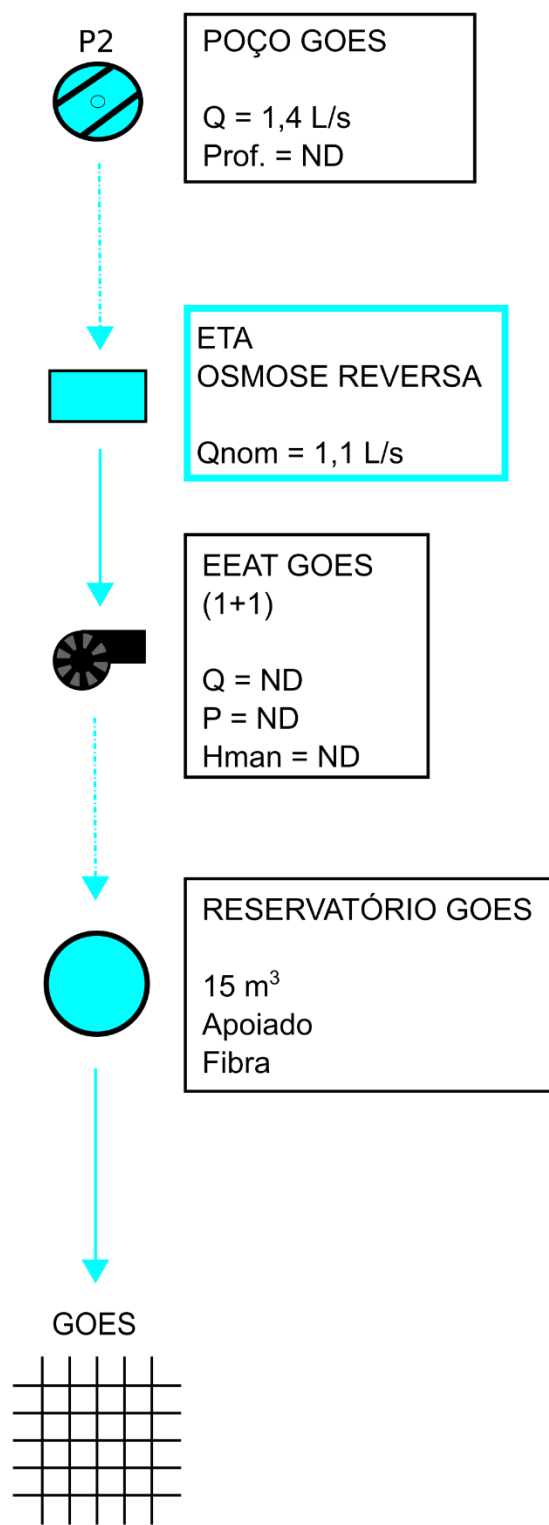 P2
POÇO GOES
Q = 1,4 L/s
Prof. = ND
ETA
OSMOSE REVERSA
Qnom = 1,1 L/s
EEAT GOES
(1+1)
Q = ND
P = ND
Hman = ND
RESERVATÓRIO GOES
15 m³
Apoiado
Fibra
GOES